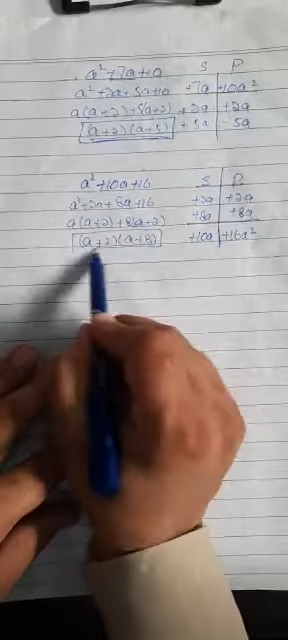 a²+7a+10 S P
a²+2a+5a+10 +7a +10a²
a(a+2)+5(a+2) +2a +2a
(a+2)(a+5) +5a 5a
a²+10a+16 S P
a²+2a+8a+16 +2a +2a
a(a+2)+8(a+2) +8a +8a
(a+2)(a+8) +10a +16a²